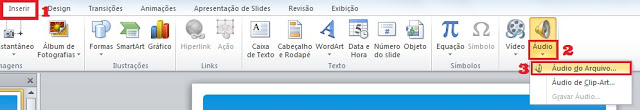 Inserir 1 Design Transições Animações Apresentação de Slides Revisão Exibição
Instantâneo Álbum de Fotografias Formas SmartArt Gráfico Hiperlink Ação Caixa de Texto Cabeçalho e Rodapé WordArt Data e Hora Número do Slide Objeto Equação Símbolo Vídeo Áudio 2
Imagens Ilustrações Links Texto Símbolos
3 Áudio do Arquivo...
Áudio de Clip-Art...
Gravar Áudio...